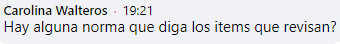 Carolina Walteros · 19:21
Hay alguna norma que diga los items que revisan?